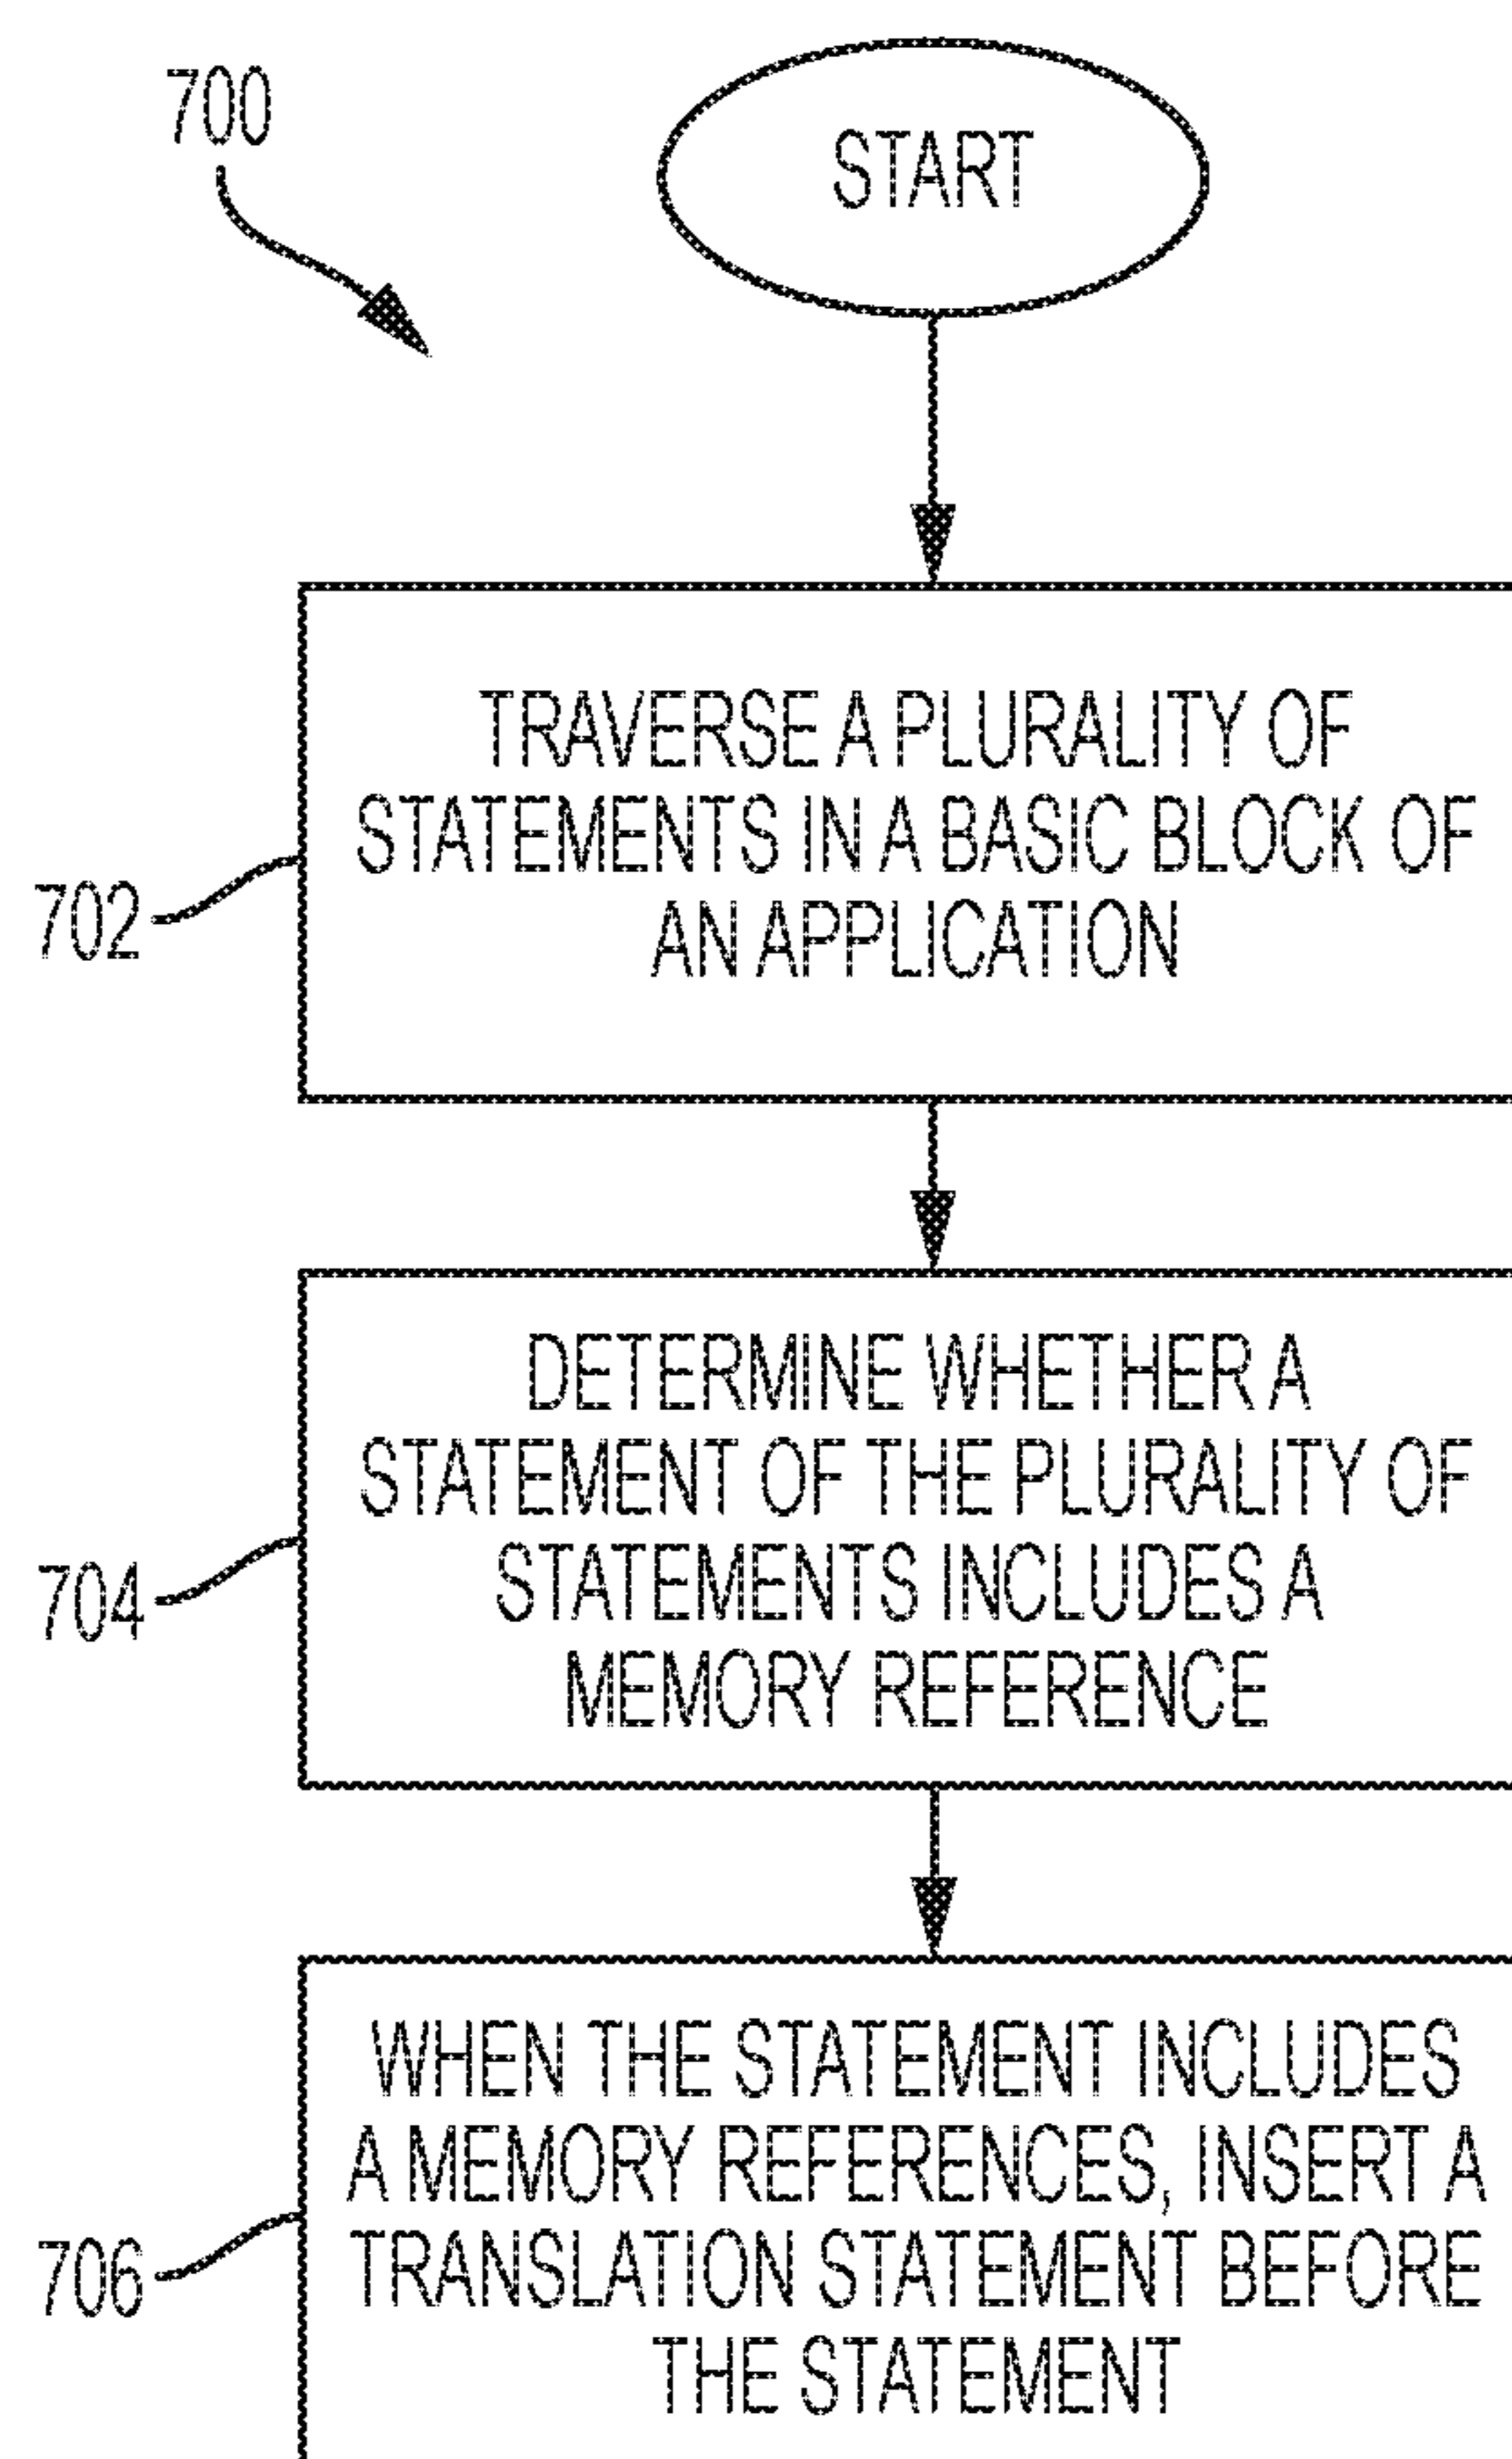 700
START
TRAVERSE A PLURALITY OF
STATEMENTS IN A BASIC BLOCK OF
AN APPLICATION
702
DETERMINE WHETHER A
STATEMENT OF THE PLURALITY OF
STATEMENTS INCLUDES A
MEMORY REFERENCE
704
WHEN THE STATEMENT INCLUDES
A MEMORY REFERENCES, INSERT A
TRANSLATION STATEMENT BEFORE
THE STATEMENT
706